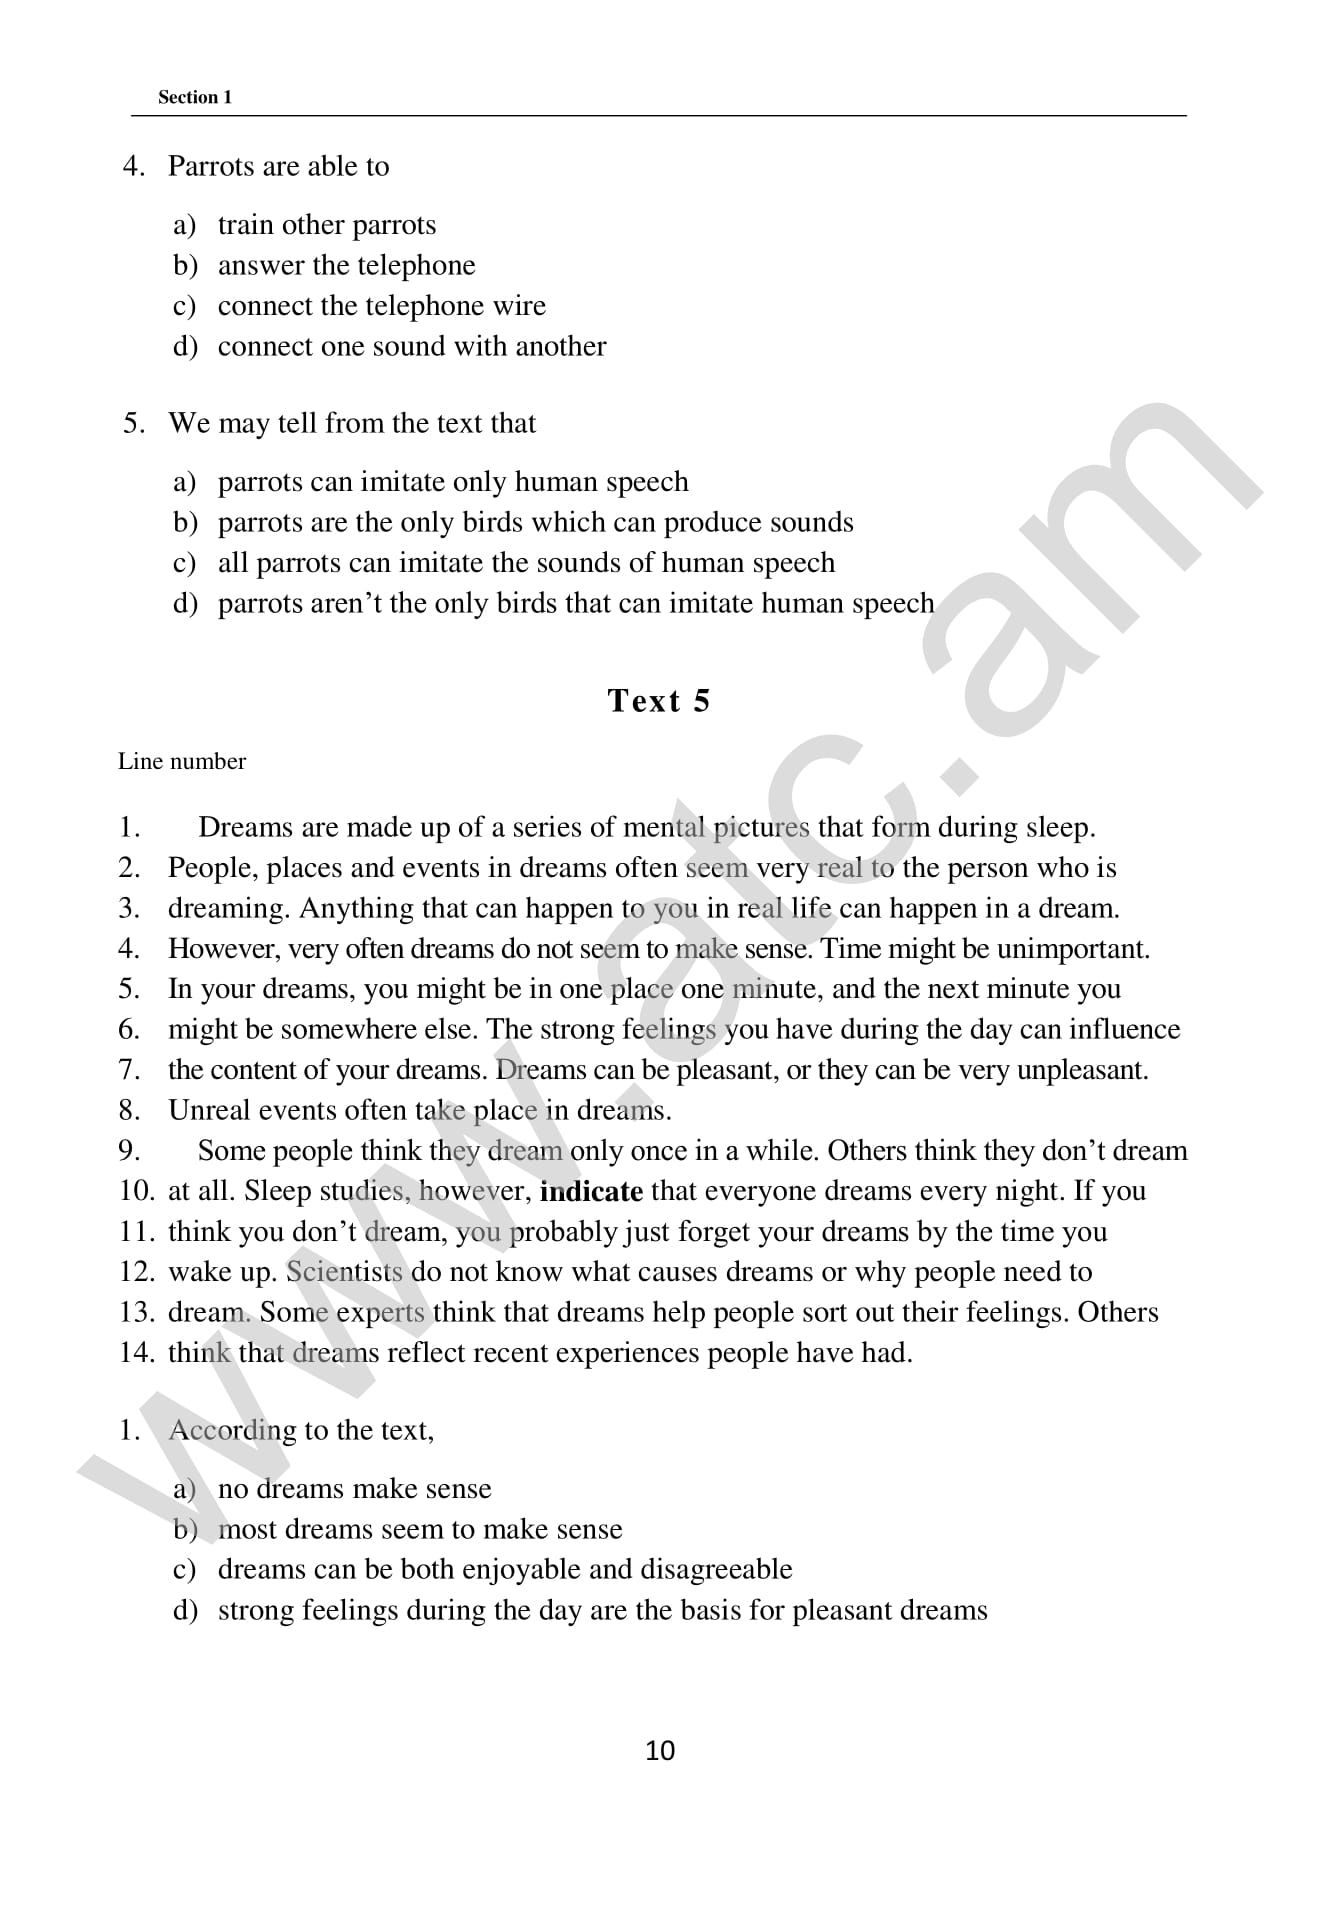 Section 1
4. Parrots are able to
a) train other parrots
b) answer the telephone
c) connect the telephone wire
d) connect one sound with another
5. We may tell from the text that
a) parrots can imitate only human speech
b) parrots are the only birds which can produce sounds
c) all parrots can imitate the sounds of human speech
d) parrots aren’t the only birds that can imitate human speech
Text 5
Line number
1. Dreams are made up of a series of mental pictures that form during sleep.
2. People, places and events in dreams often seem very real to the person who is
3. dreaming. Anything that can happen to you in real life can happen in a dream.
4. However, very often dreams do not seem to make sense. Time might be unimportant.
5. In your dreams, you might be in one place one minute, and the next minute you
6. might be somewhere else. The strong feelings you have during the day can influence
7. the content of your dreams. Dreams can be pleasant, or they can be very unpleasant.
8. Unreal events often take place in dreams.
9. Some people think they dream only once in a while. Others think they don’t dream
10. at all. Sleep studies, however, indicate that everyone dreams every night. If you
11. think you don’t dream, you probably just forget your dreams by the time you
12. wake up. Scientists do not know what causes dreams or why people need to
13. dream. Some experts think that dreams help people sort out their feelings. Others
14. think that dreams reflect recent experiences people have had.
1. According to the text,
a) no dreams make sense
b) most dreams seem to make sense
c) dreams can be both enjoyable and disagreeable
d) strong feelings during the day are the basis for pleasant dreams
10
www.atc.am